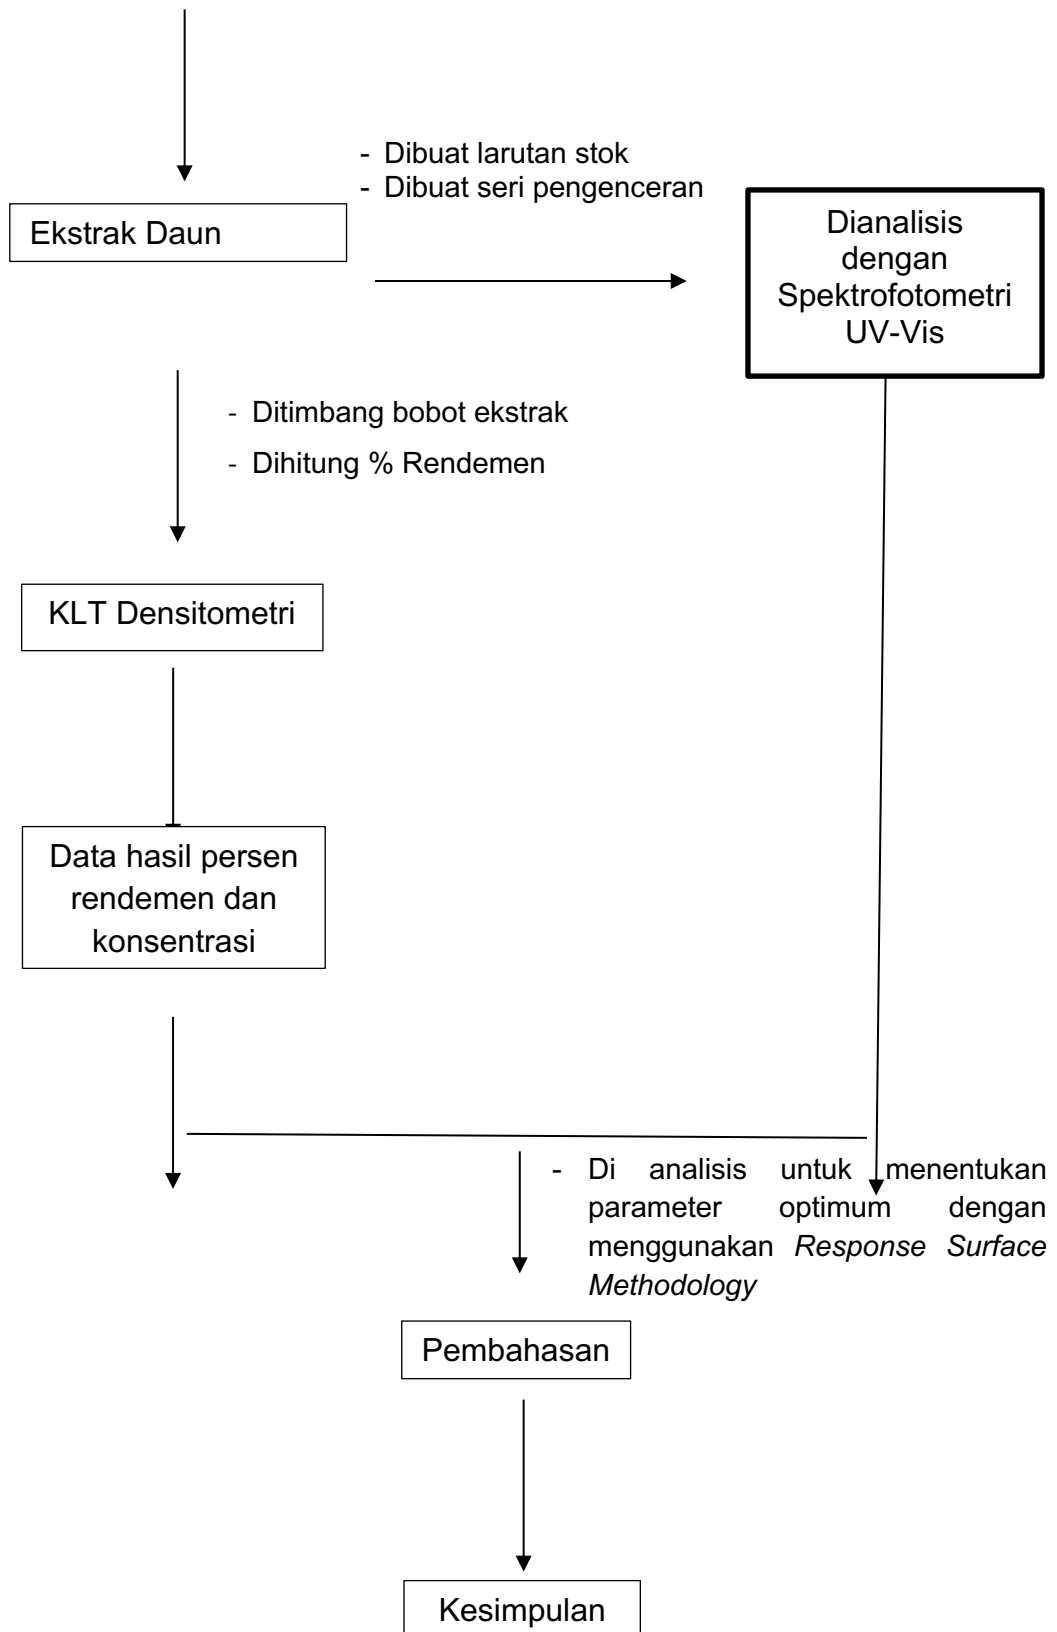 - Dibuat larutan stok
- Dibuat seri pengenceran
Ekstrak Daun
Dianalisis
dengan
Spektrofotometri
UV-Vis
- Ditimbang bobot ekstrak
- Dihitung % Rendemen
KLT Densitometri
Data hasil persen
rendemen dan
konsentrasi
- Di analisis untuk menentukan
parameter optimum dengan
menggunakan Response Surface
Methodology
Pembahasan
Kesimpulan